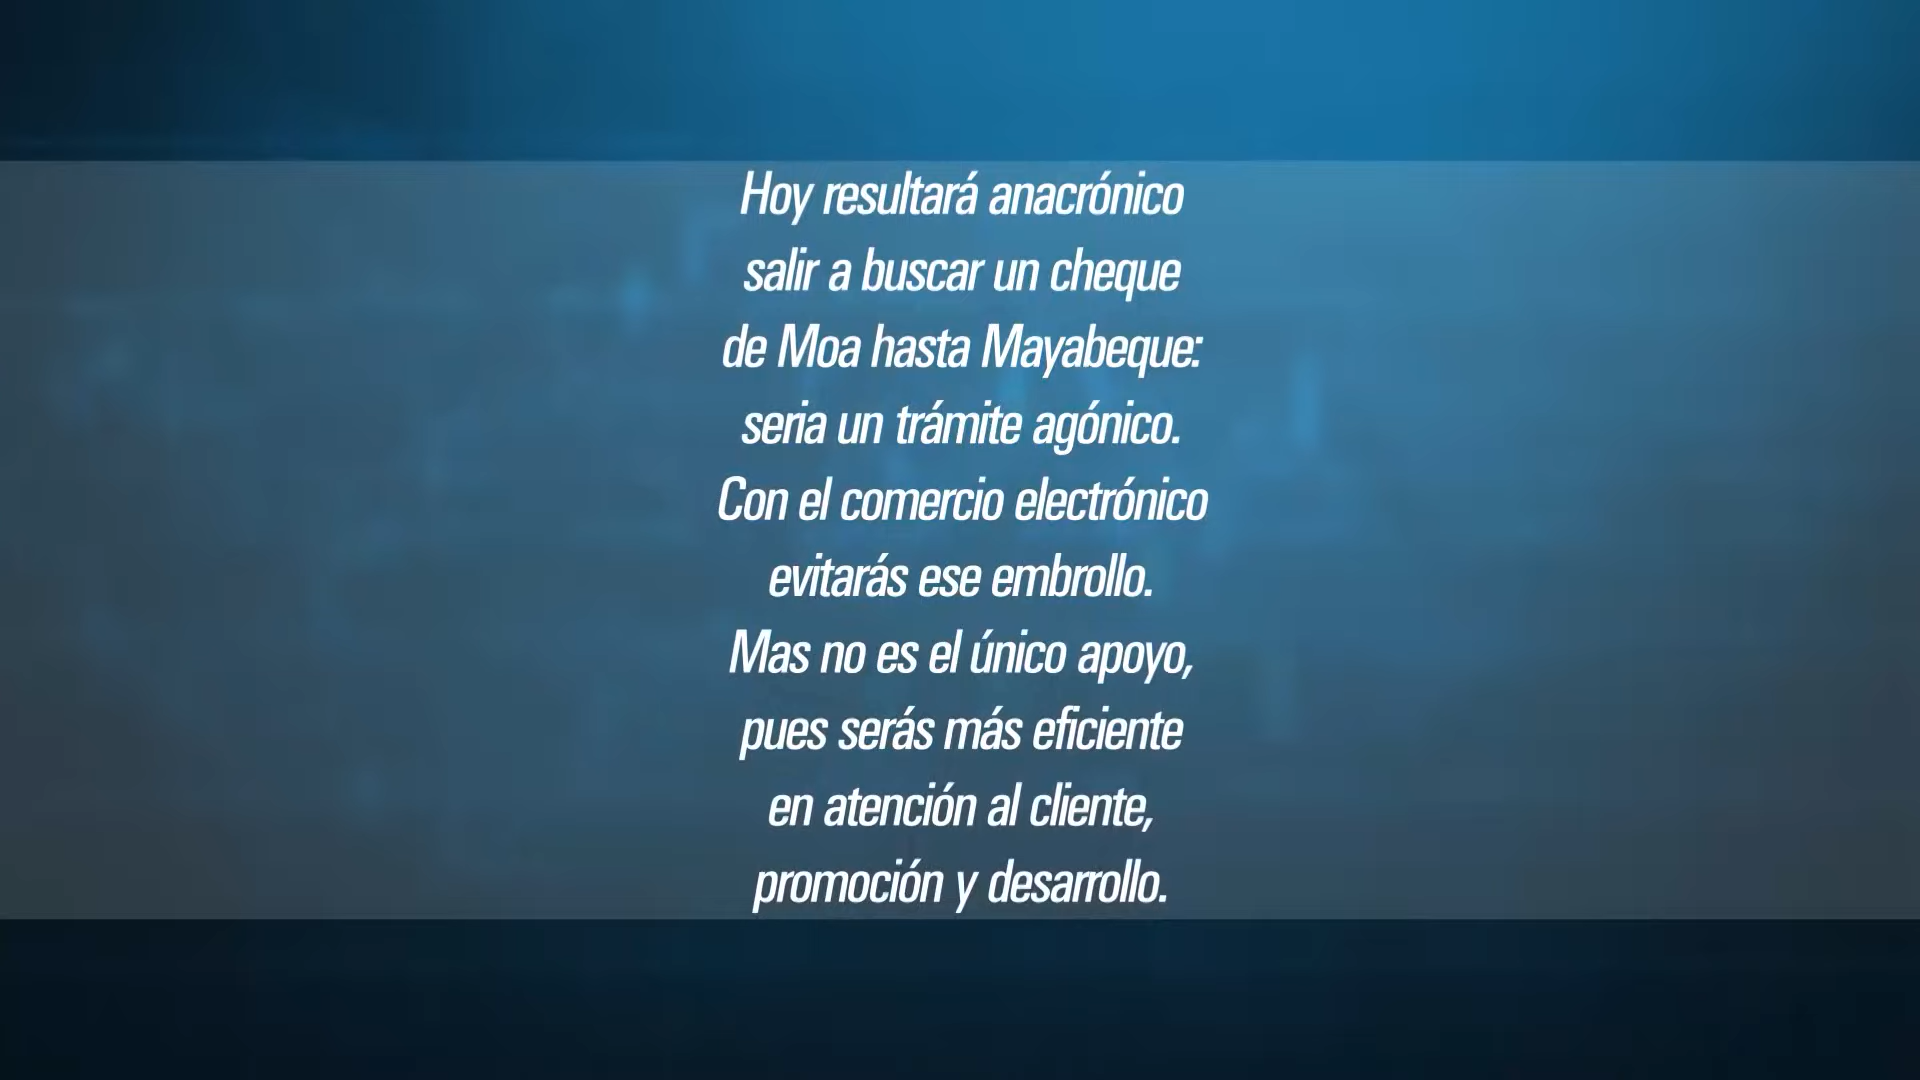 Hoy resultará anacrónico
salir a buscar un cheque
de Moa hasta Mayabeque:
seria un trámite agónico.
Con el comercio electrónico
evitarás ese embrollo.
Mas no es el único apoyo,
pues serás más eficiente
en atención al cliente,
promoción y desarrollo.